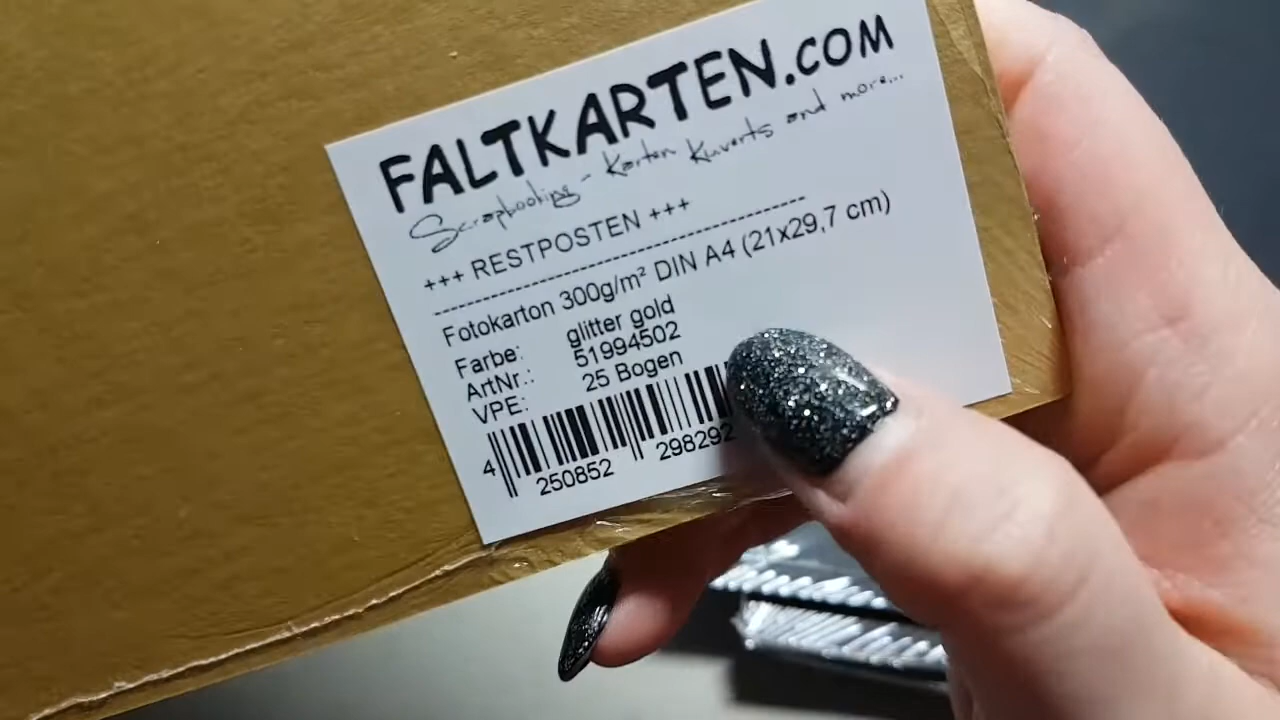 FALTKARTEN.COM
Scrapbooking - Karten Kuverts and more...
+++ RESTPOSTEN +++
Fotokarton 300g/m² DIN A4 (21x29,7 cm)
Farbe: glitter gold
ArtNr.: 51994502
VPE: 25 Bogen
4 250852 298292